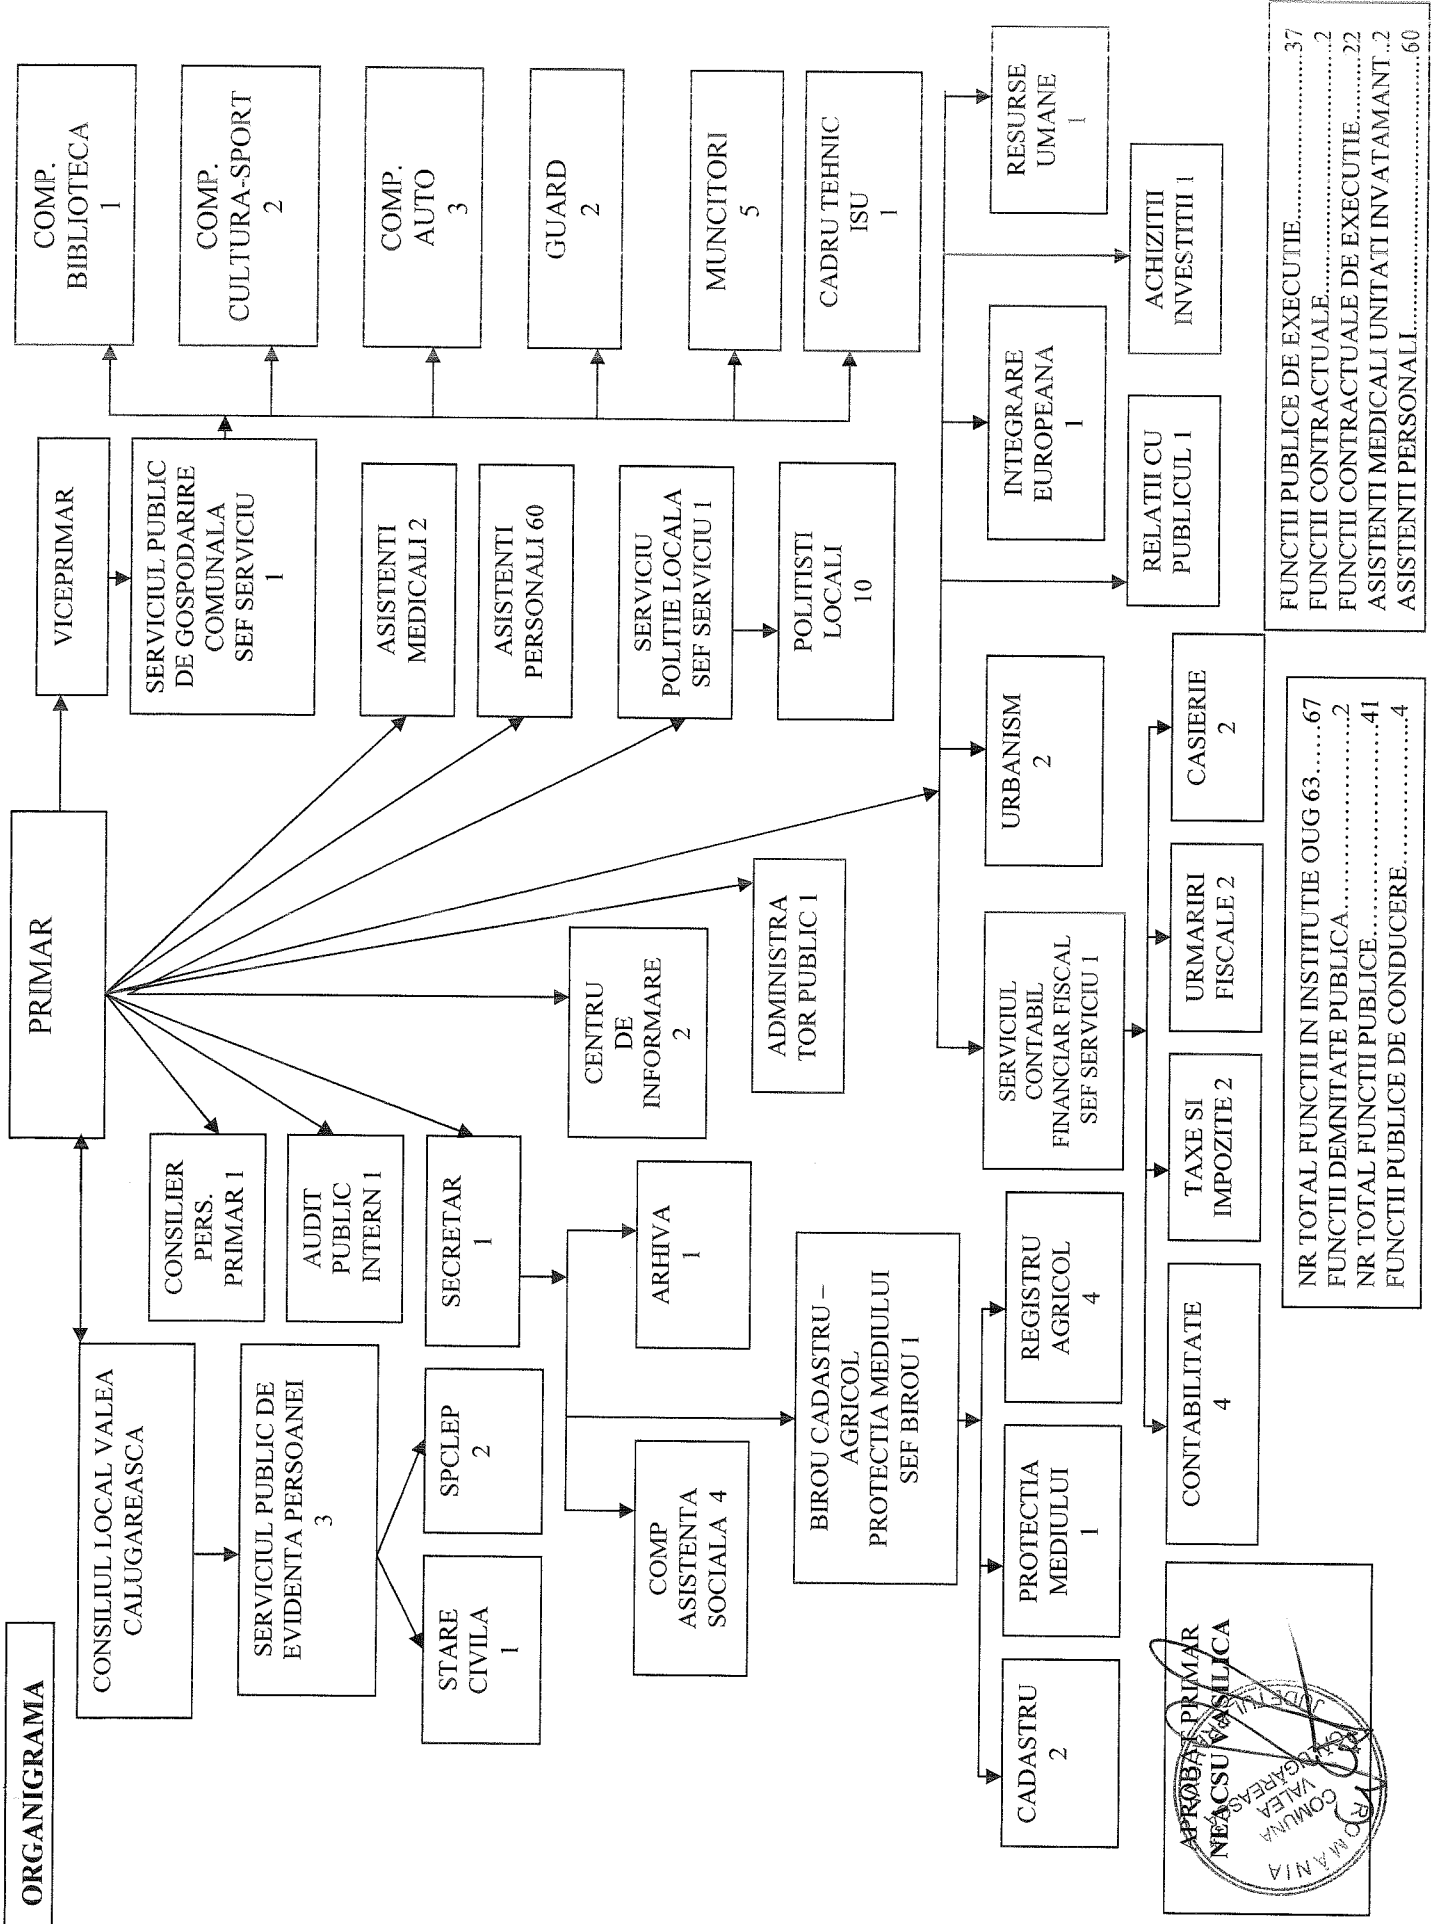 ORGANIGRAMA
PRIMAR
VICEPRIMAR
CONSILIUL LOCAL VALEA
CALUGAREASCA
SERVICIUL PUBLIC DE
EVIDENTA PERSOANEI
3
STARE
CIVILA
1
SPCLEP
2
CONSILIER
PERS.
PRIMAR 1
AUDIT
PUBLIC
INTERN 1
SECRETAR
1
COMP
ASISTENTA
SOCIALA 4
ARHIVA
1
BIROU CADASTRU –
AGRICOL
PROTECTIA MEDIULUI
SEF BIROU 1
CADASTRU
2
PROTECTIA
MEDIULUI
1
REGISTRU
AGRICOL
4
CENTRU
DE
INFORMARE
2
ADMINISTRA
TOR PUBLIC 1
SERVICIUL PUBLIC
DE GOSPODARIRE
COMUNALA
SEF SERVICIU
1
COMP.
BIBLIOTECA
1
COMP.
CULTURA-SPORT
2
COMP.
AUTO
3
GUARD
2
MUNCITORI
5
CADRU TEHNIC
ISU
1
ASISTENTI
MEDICALI 2
ASISTENTI
PERSONALI 60
SERVICIU
POLITIE LOCALA
SEF SERVICIU 1
POLITISTI
LOCALI
10
SERVICIUL
CONTABIL
FINANCIAR FISCAL
SEF SERVICIU 1
URBANISM
2
INTEGRARE
EUROPEANA
1
RESURSE
UMANE
1
RELATII CU
PUBLICUL 1
ACHIZITII
INVESTITII 1
CONTABILITATE
4
TAXE SI
IMPOZITE 2
URMARIRI
FISCALE 2
CASIERIE
2
APROBAT PRIMAR
NEACSU VASILICA
ROMANIA
JUDEŢUL
COMUNA
VALEA
CĂLUGĂREASCĂ
NR TOTAL FUNCTII IN INSTITUTIE OUG 63......67
FUNCTII DEMNITATE PUBLICA..............................2
NR TOTAL FUNCTII PUBLICE..............................41
FUNCTII PUBLICE DE CONDUCERE....................4
FUNCTII PUBLICE DE EXECUTIE........................37
FUNCTII CONTRACTUALE................................2
FUNCTII CONTRACTUALE DE EXECUTIE........22
ASISTENTI MEDICALI UNITATI INVATAMANT ..2
ASISTENTI PERSONALI....................................60